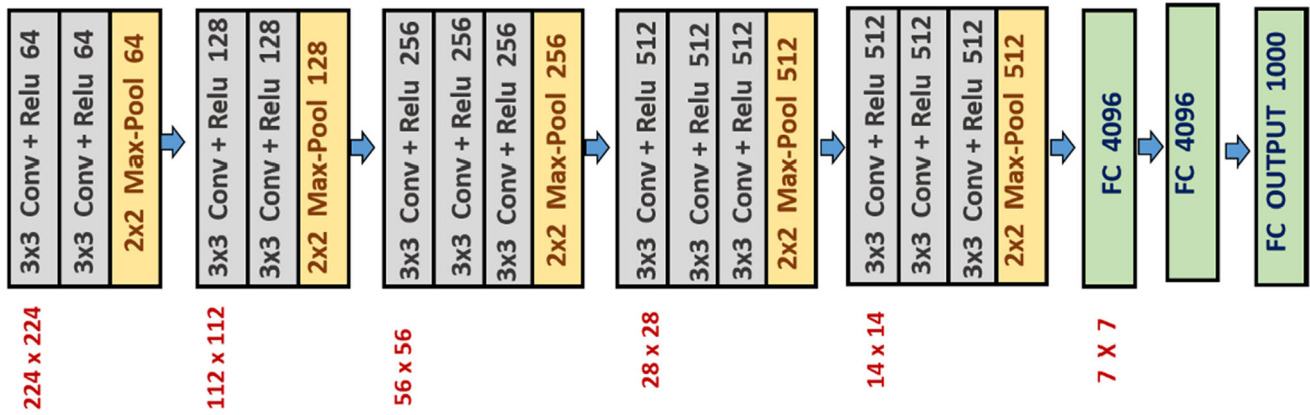 3x3 Conv + Relu 64
3x3 Conv + Relu 64
2x2 Max-Pool 64
224 x 224
3x3 Conv + Relu 128
3x3 Conv + Relu 128
2x2 Max-Pool 128
112 x 112
3x3 Conv + Relu 256
3x3 Conv + Relu 256
3x3 Conv + Relu 256
2x2 Max-Pool 256
56 x 56
3x3 Conv + Relu 512
3x3 Conv + Relu 512
3x3 Conv + Relu 512
2x2 Max-Pool 512
28 x 28
3x3 Conv + Relu 512
3x3 Conv + Relu 512
3x3 Conv + Relu 512
2x2 Max-Pool 512
14 x 14
FC 4096
7 X 7
FC 4096
FC OUTPUT 1000